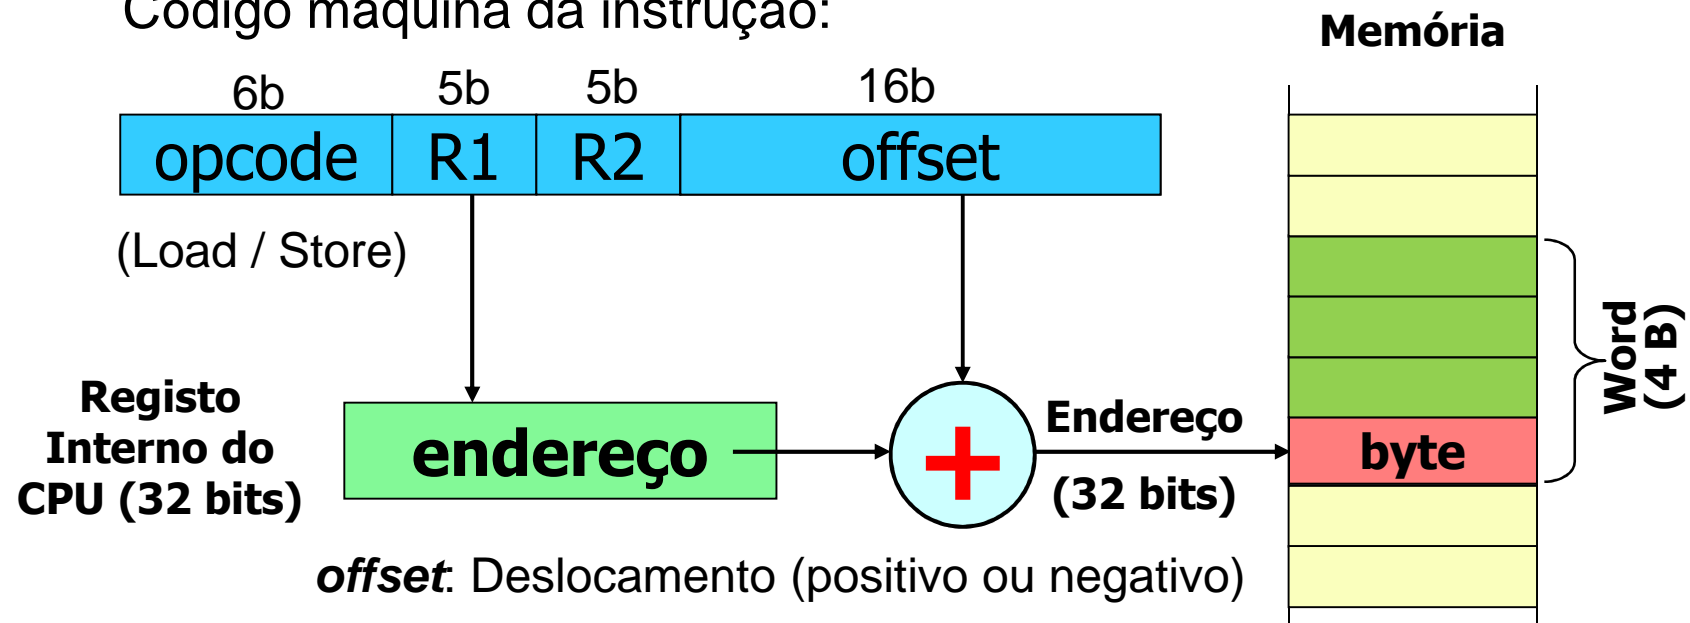 Código máquina da instrução:
Memória
6b 5b 5b 16b
opcode R1 R2 offset
(Load / Store)
Word
(4 B)
Registo
Interno do
CPU (32 bits)
endereço
+
Endereço
(32 bits)
byte
offset: Deslocamento (positivo ou negativo)